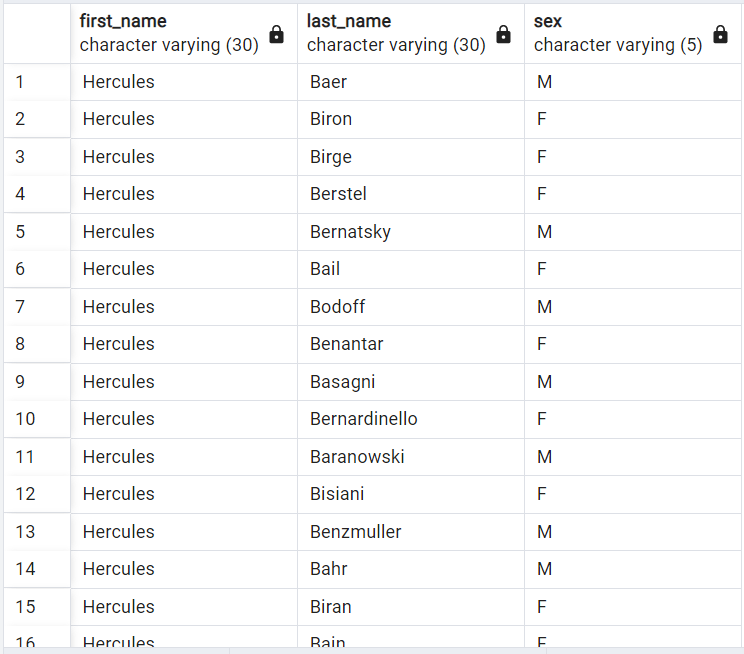 first_name last_name sex
character varying (30) character varying (30) character varying (5)
1 Hercules Baer M
2 Hercules Biron F
3 Hercules Birge F
4 Hercules Berstel F
5 Hercules Bernatsky M
6 Hercules Bail F
7 Hercules Bodoff M
8 Hercules Benantar F
9 Hercules Basagni M
10 Hercules Bernardinello F
11 Hercules Baranowski M
12 Hercules Bisiani F
13 Hercules Benzmuller M
14 Hercules Bahr M
15 Hercules Biran F
16 Hercules Bain F